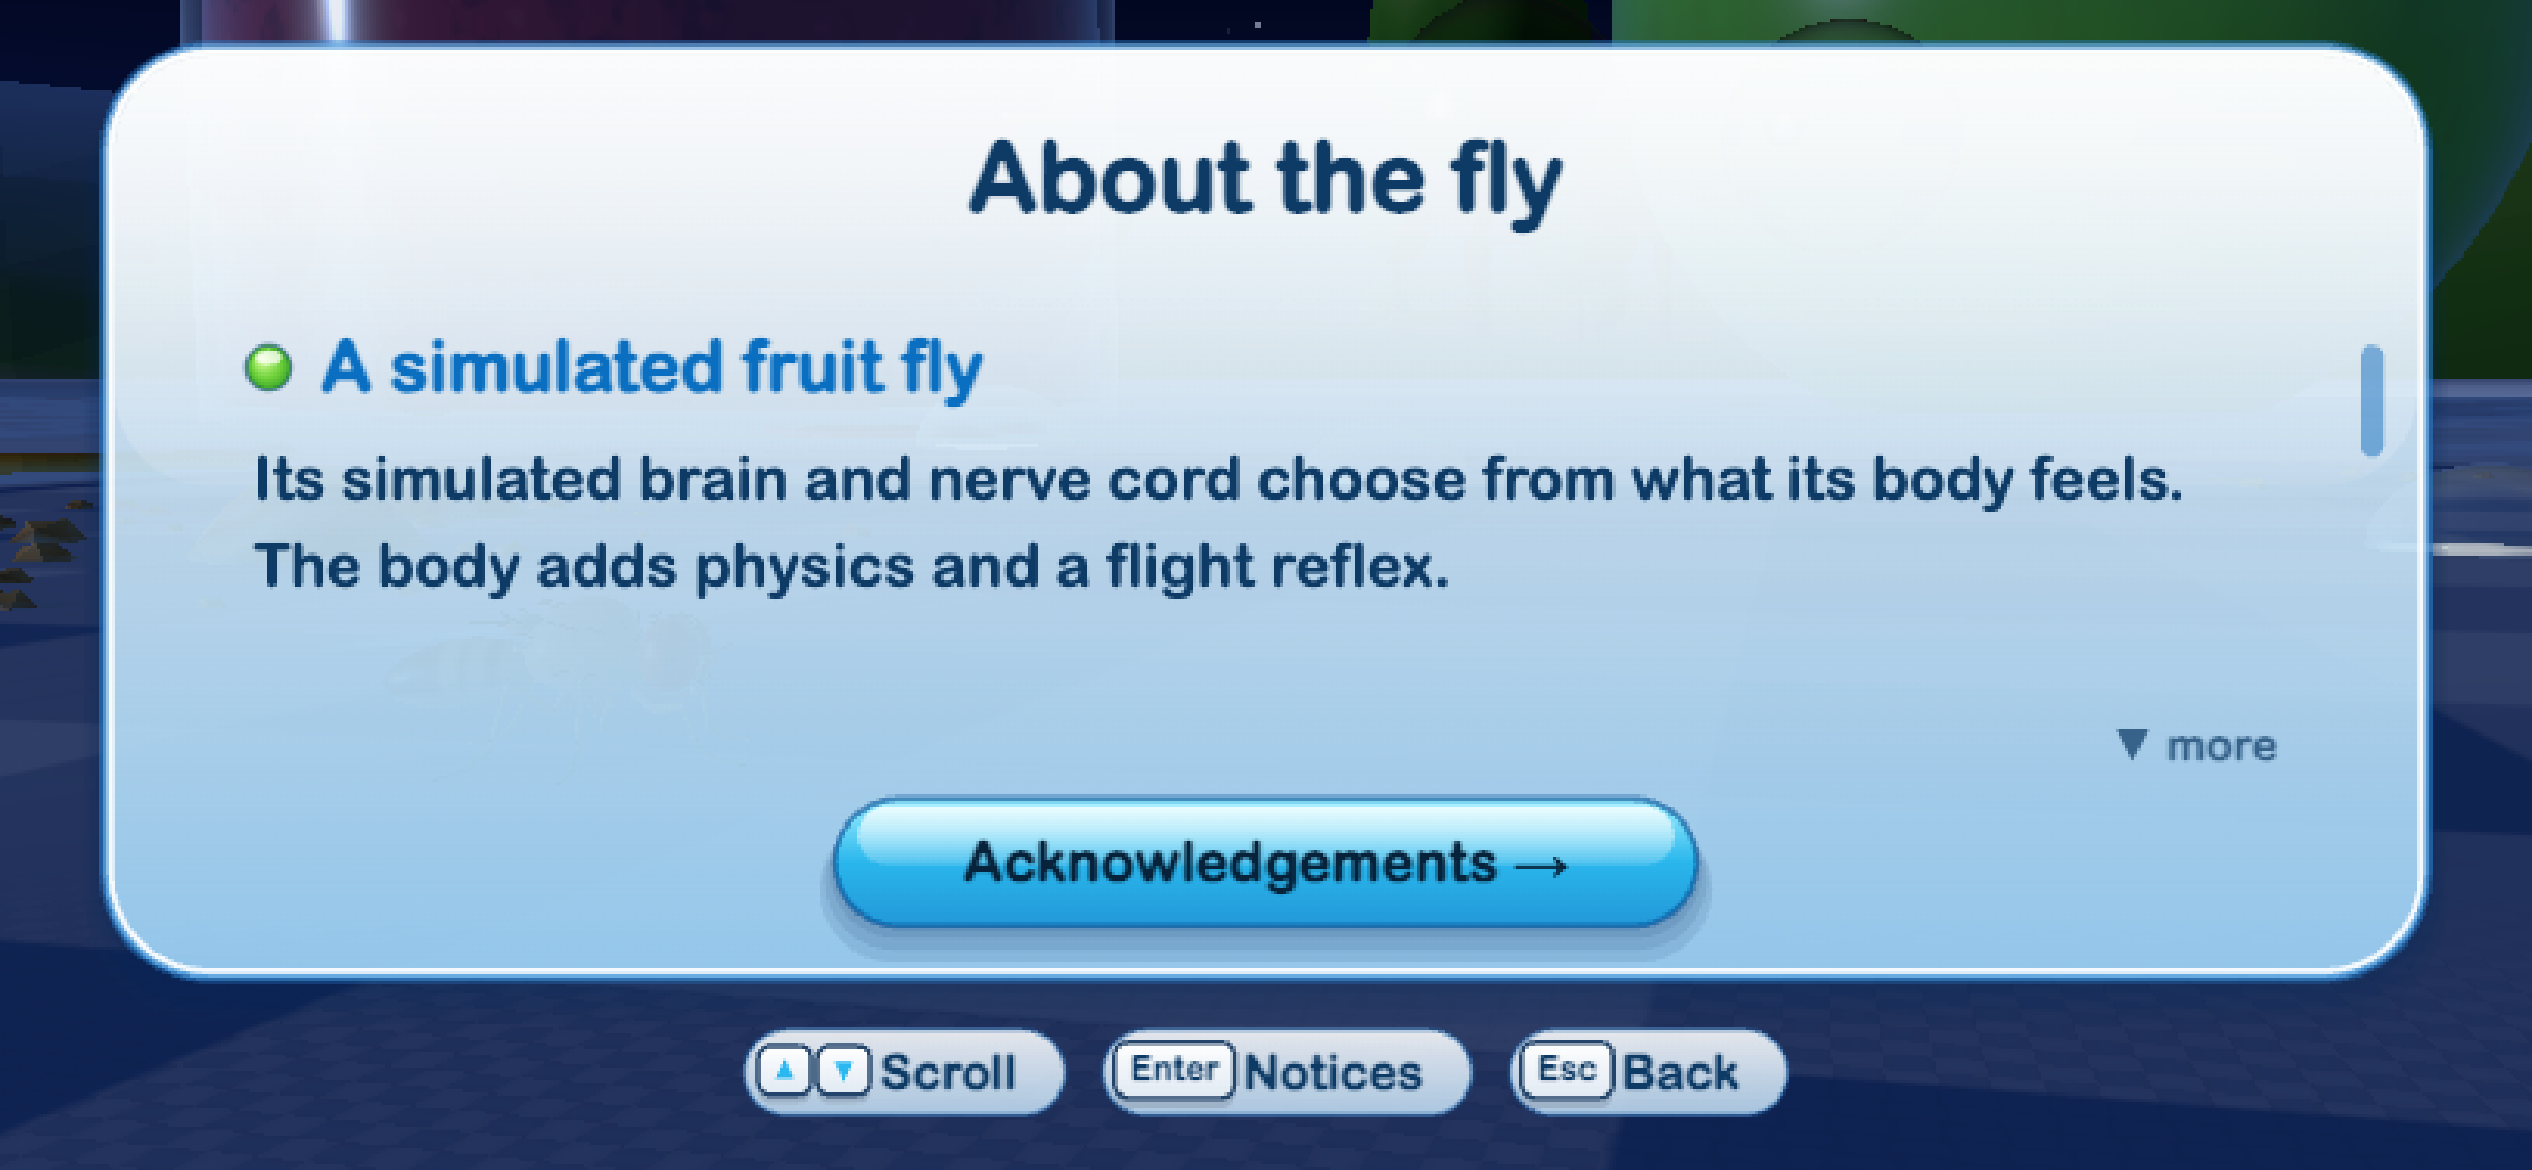 About the fly
A simulated fruit fly
Its simulated brain and nerve cord choose from what its body feels.
The body adds physics and a flight reflex.
▼ more
Acknowledgements →
▲ ▼ Scroll
Enter Notices
Esc Back